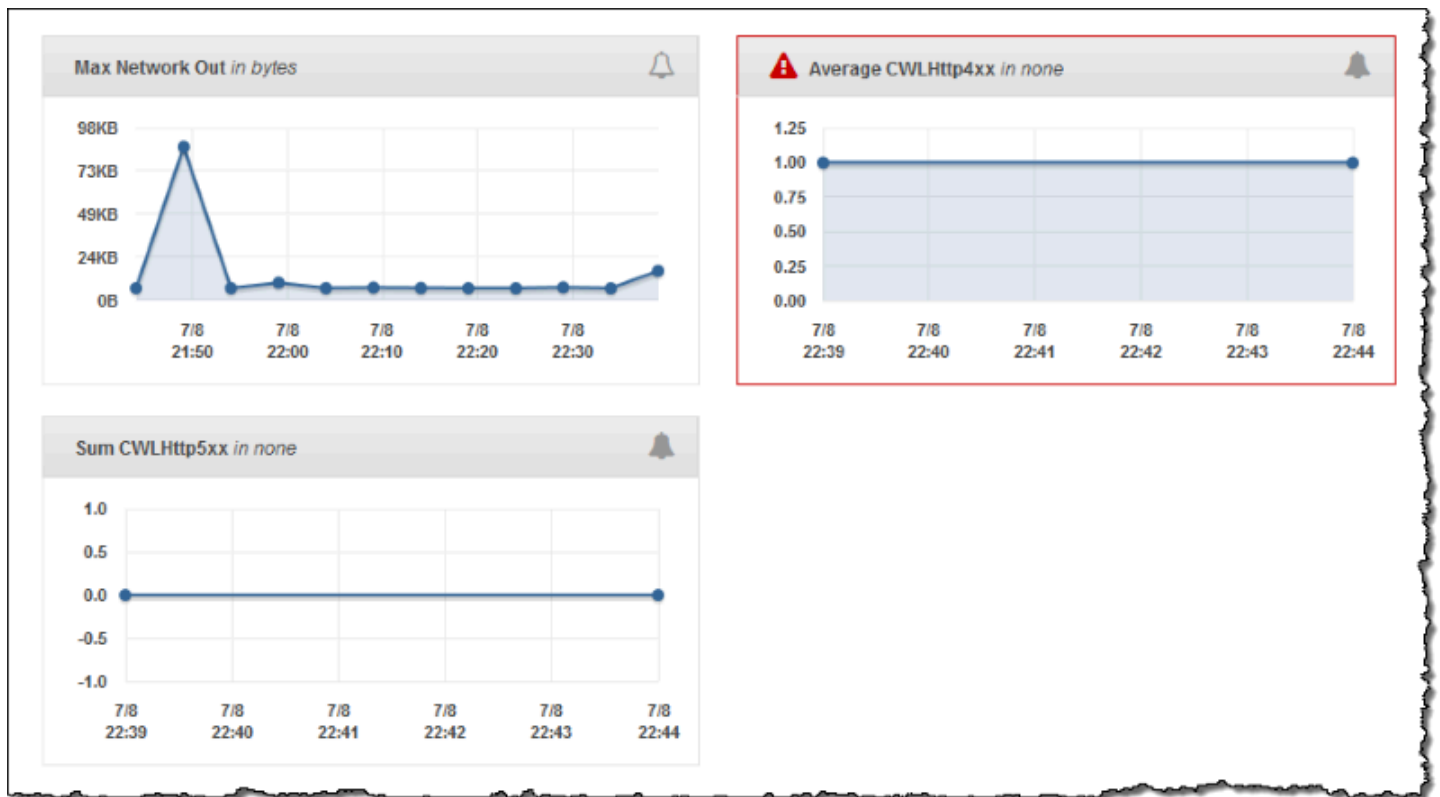 Max Network Out in bytes
98KB
73KB
49KB
24KB
0B
7/8 7/8 7/8 7/8 7/8
21:50 22:00 22:10 22:20 22:30
Average CWLHttp4xx in none
1.25
1.00
0.75
0.50
0.25
0.00
7/8 7/8 7/8 7/8 7/8 7/8
22:39 22:40 22:41 22:42 22:43 22:44
Sum CWLHttp5xx in none
1.0
0.5
0.0
-0.5
-1.0
7/8 7/8 7/8 7/8 7/8 7/8
22:39 22:40 22:41 22:42 22:43 22:44